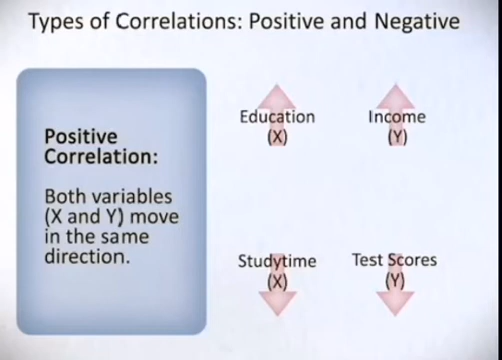 Types of Correlations: Positive and Negative
Positive
Correlation:
Both variables
(X and Y) move
in the same
direction.
Education
(X)
Income
(Y)
Studytime
(X)
Test Scores
(Y)